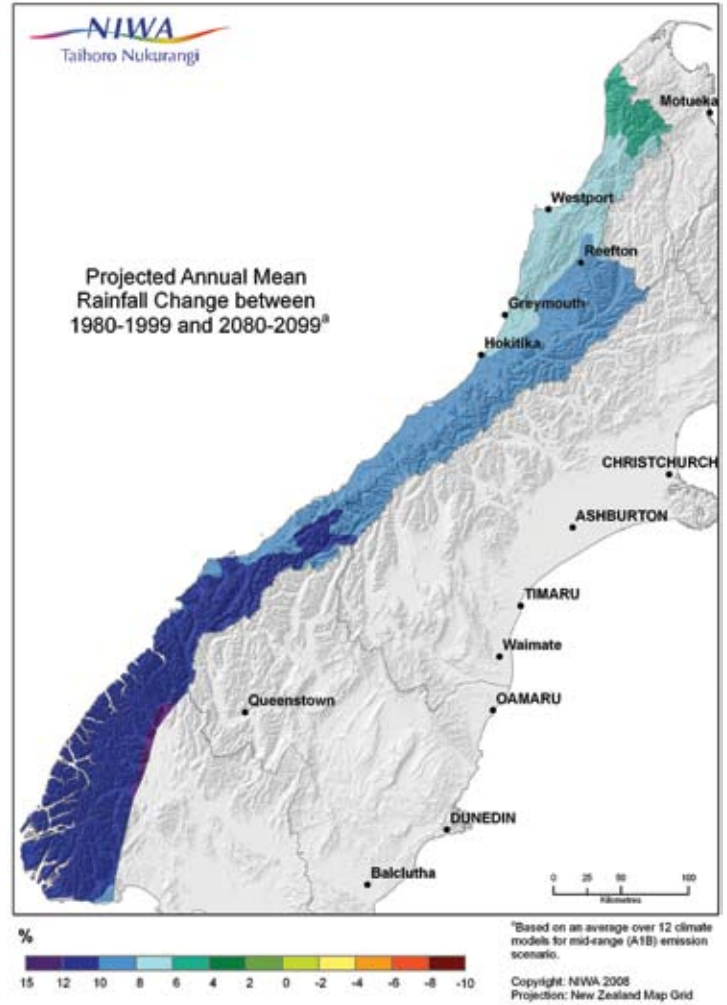 NIWA
Taihoro Nukurangi
Motueka
Westport
Reefton
Projected Annual Mean
Rainfall Change between
1980-1999 and 2080-2099ª
Greymouth
Hokitika
CHRISTCHURCH
ASHBURTON
TIMARU
Waimate
Queenstown
OAMARU
DUNEDIN
Balclutha
0 25 50 100
Kilometres
%
15 12 10 8 6 4 2 0 -2 -4 -6 -8 -10
ªBased on an average over 12 climate
models for mid-range (A1B) emission
scenario.
Copyright: NIWA 2008
Projection: New Zealand Map Grid